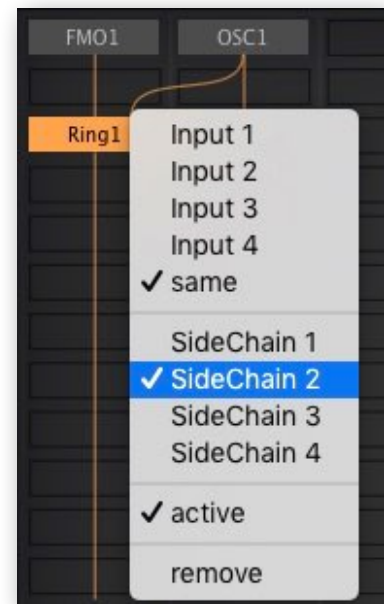 FMO1 OSC1
Ring1
Input 1
Input 2
Input 3
Input 4
✓ same
SideChain 1
✓ SideChain 2
SideChain 3
SideChain 4
✓ active
remove